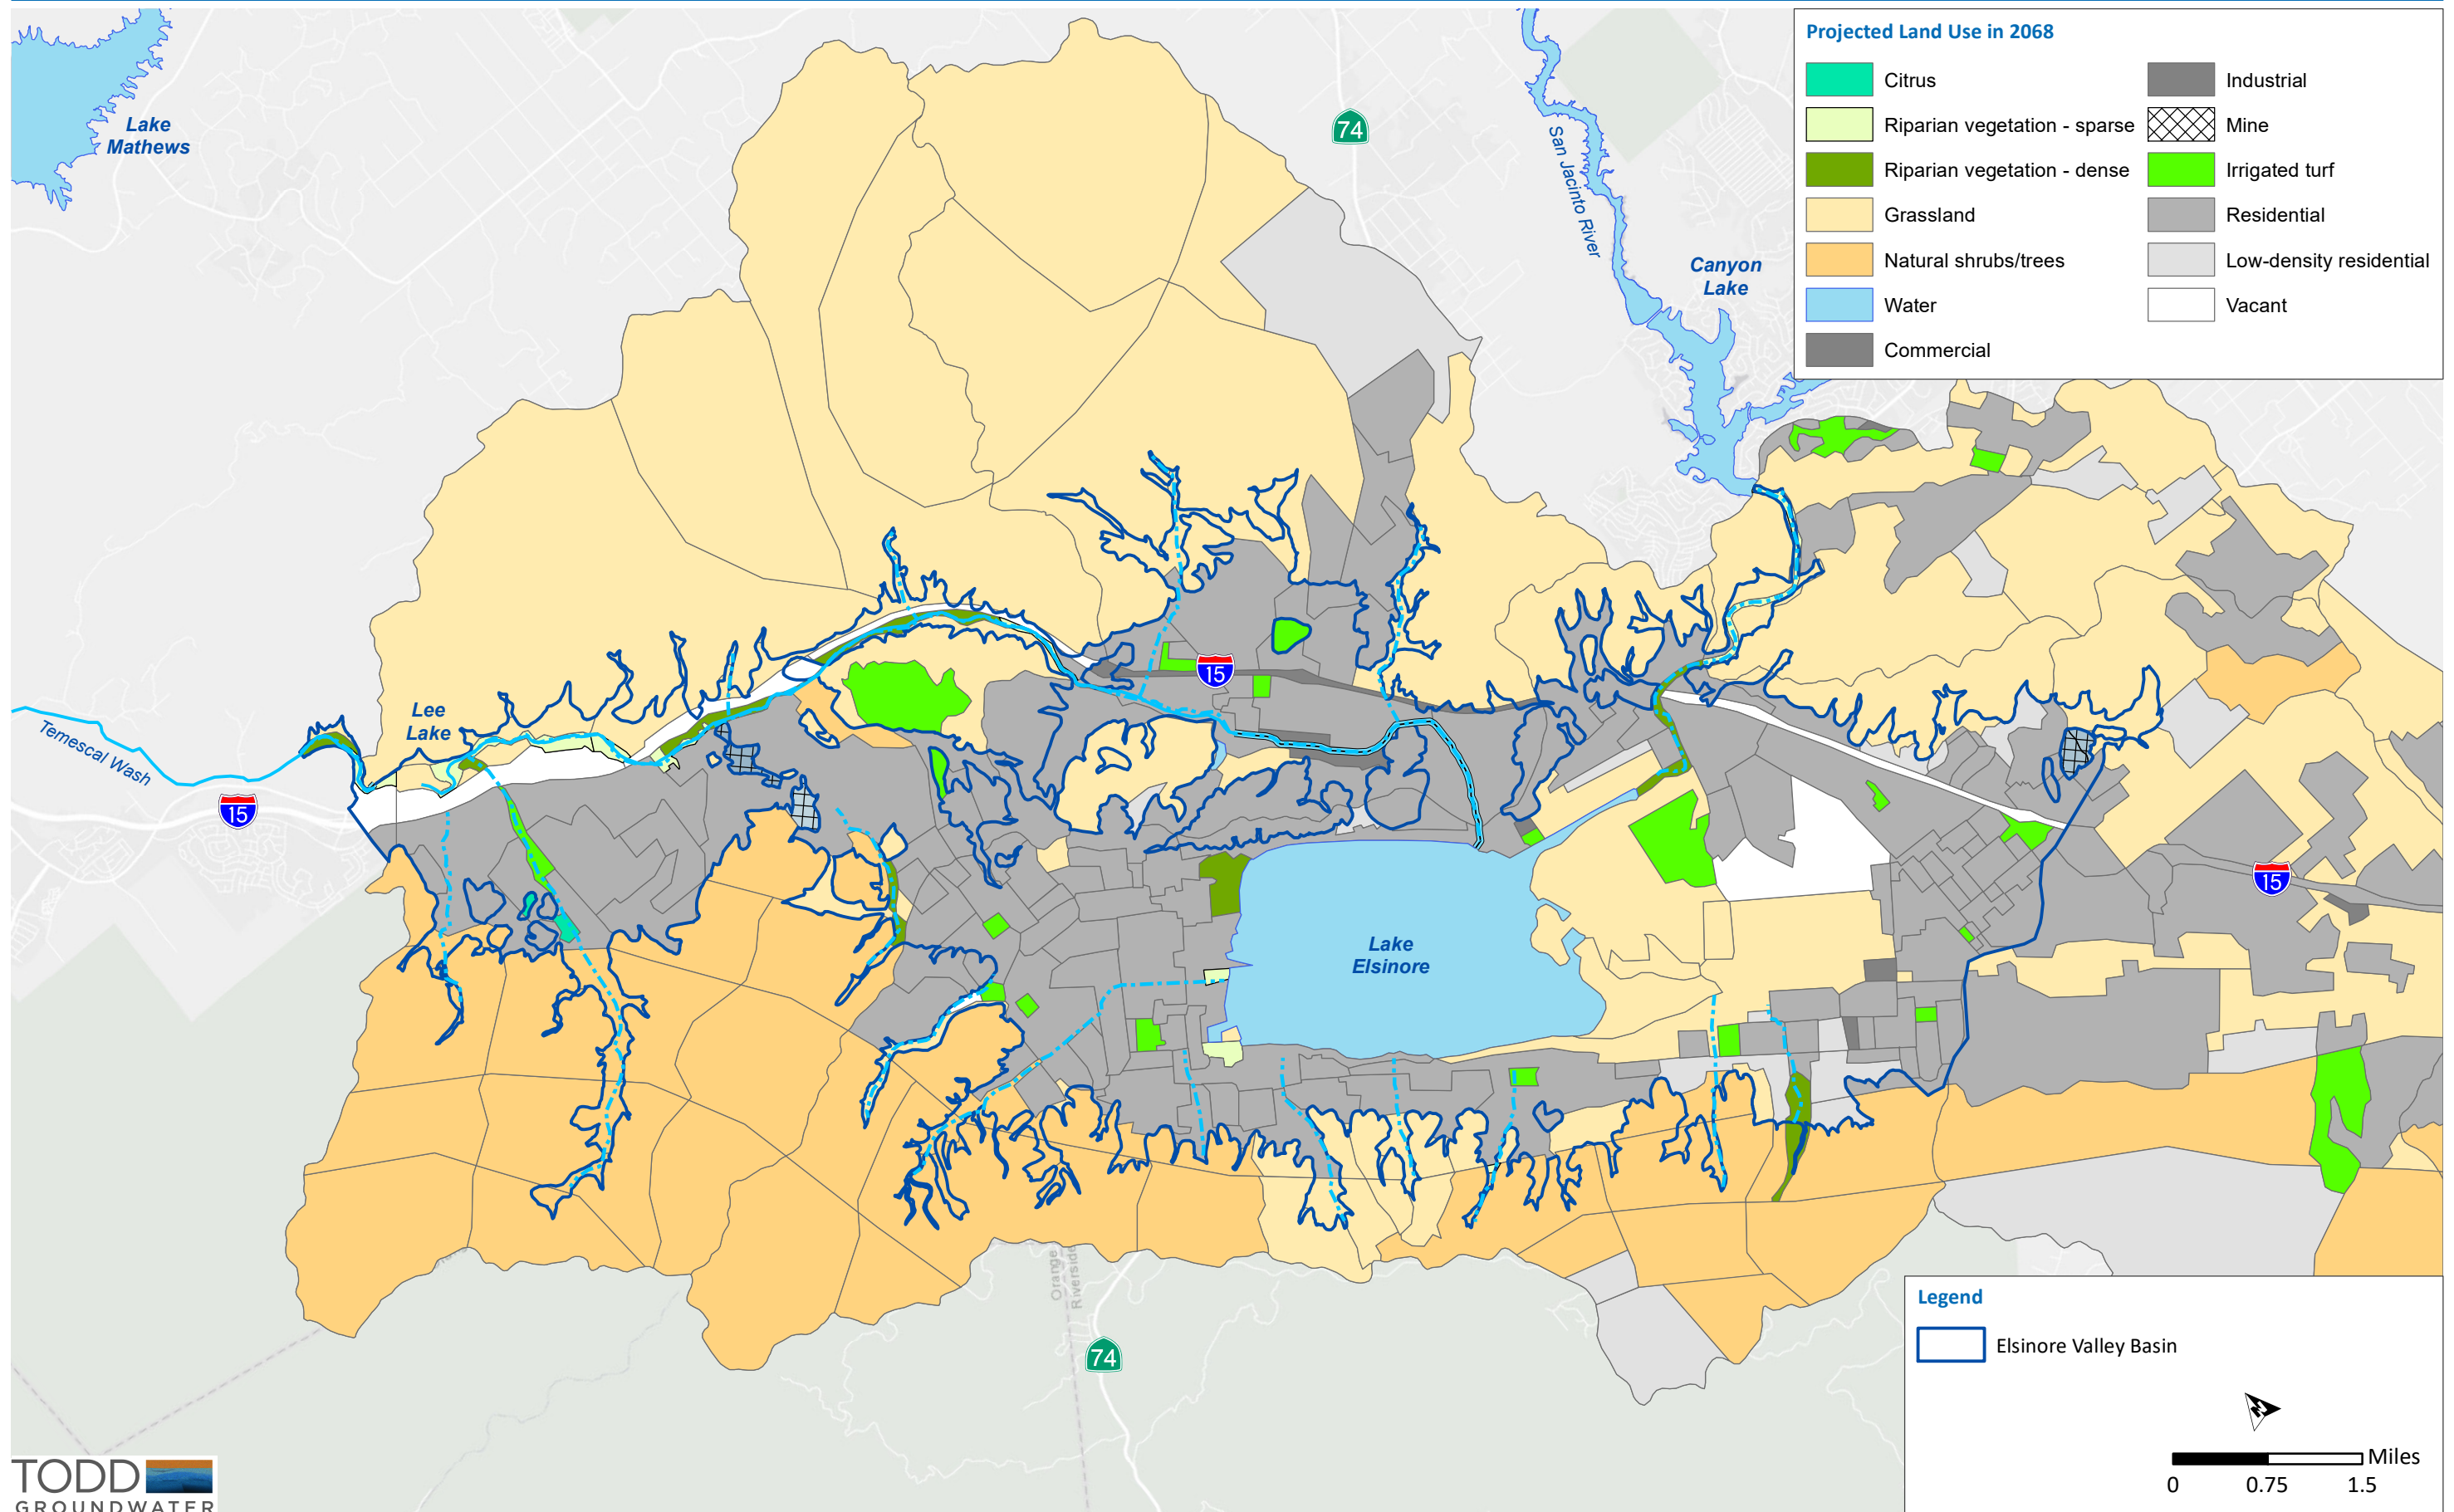 Projected Land Use in 2068
Citrus
Riparian vegetation - sparse
Riparian vegetation - dense
Grassland
Natural shrubs/trees
Water
Commercial
Industrial
Mine
Irrigated turf
Residential
Low-density residential
Vacant
Lake
Mathews
74
San Jacinto River
Canyon
Lake
15
Lee
Lake
Temescal Wash
15
15
Lake
Elsinore
Orange
Riverside
74
Legend
Elsinore Valley Basin
N
Miles
0 0.75 1.5
TODD
GROUNDWATER